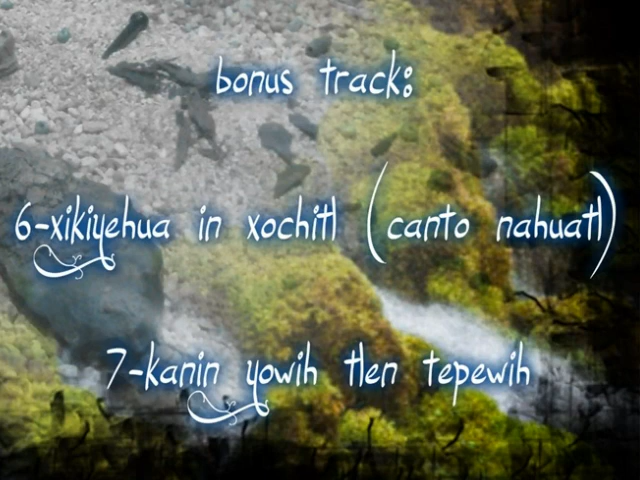 bonus track:
6-xikiyehua in xochitl (canto nahuatl)
7-kanin yowih tlen tepewih